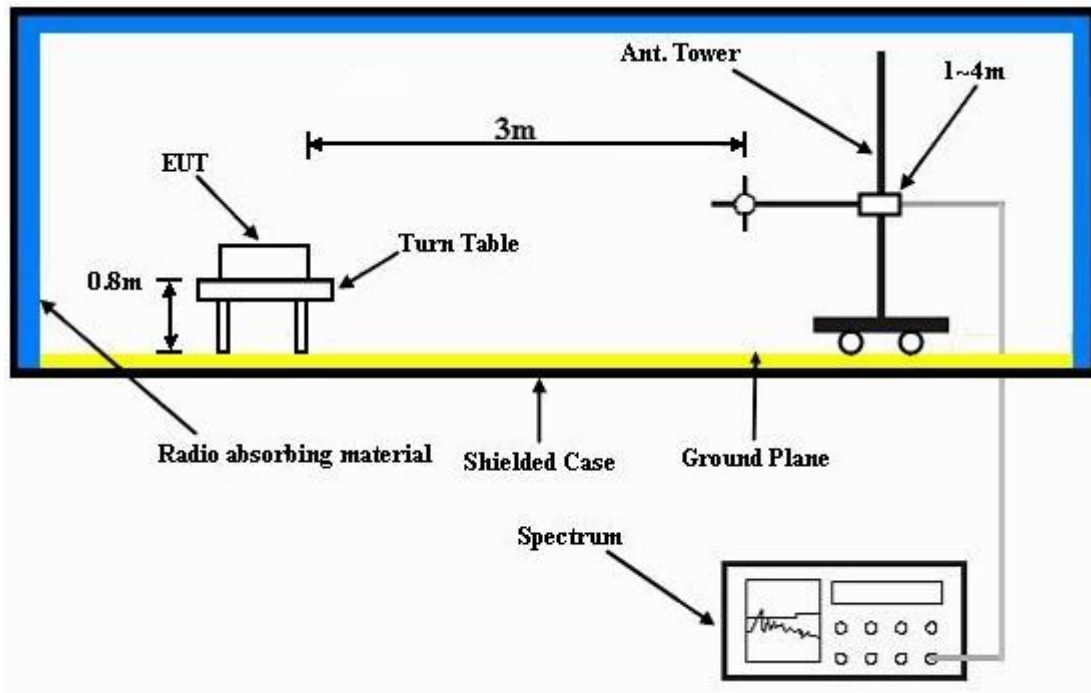 Ant. Tower
1~4m
3m
EUT
Turn Table
0.8m
Radio absorbing material
Shielded Case
Ground Plane
Spectrum